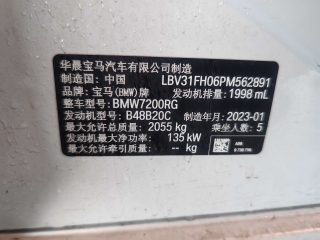 华晨宝马汽车有限公司制造
制造国：中国 LBV31FH06PM562891
品牌：宝马(BMW)牌 发动机排量：1998 mL
整车型号：BMW7200RG
发动机型号：B48B20C 制造年月：2023-01
最大允许总质量：2055 kg 乘坐人数：5
发动机最大净功率：135 kW
最大允许牵引质量：-- kg